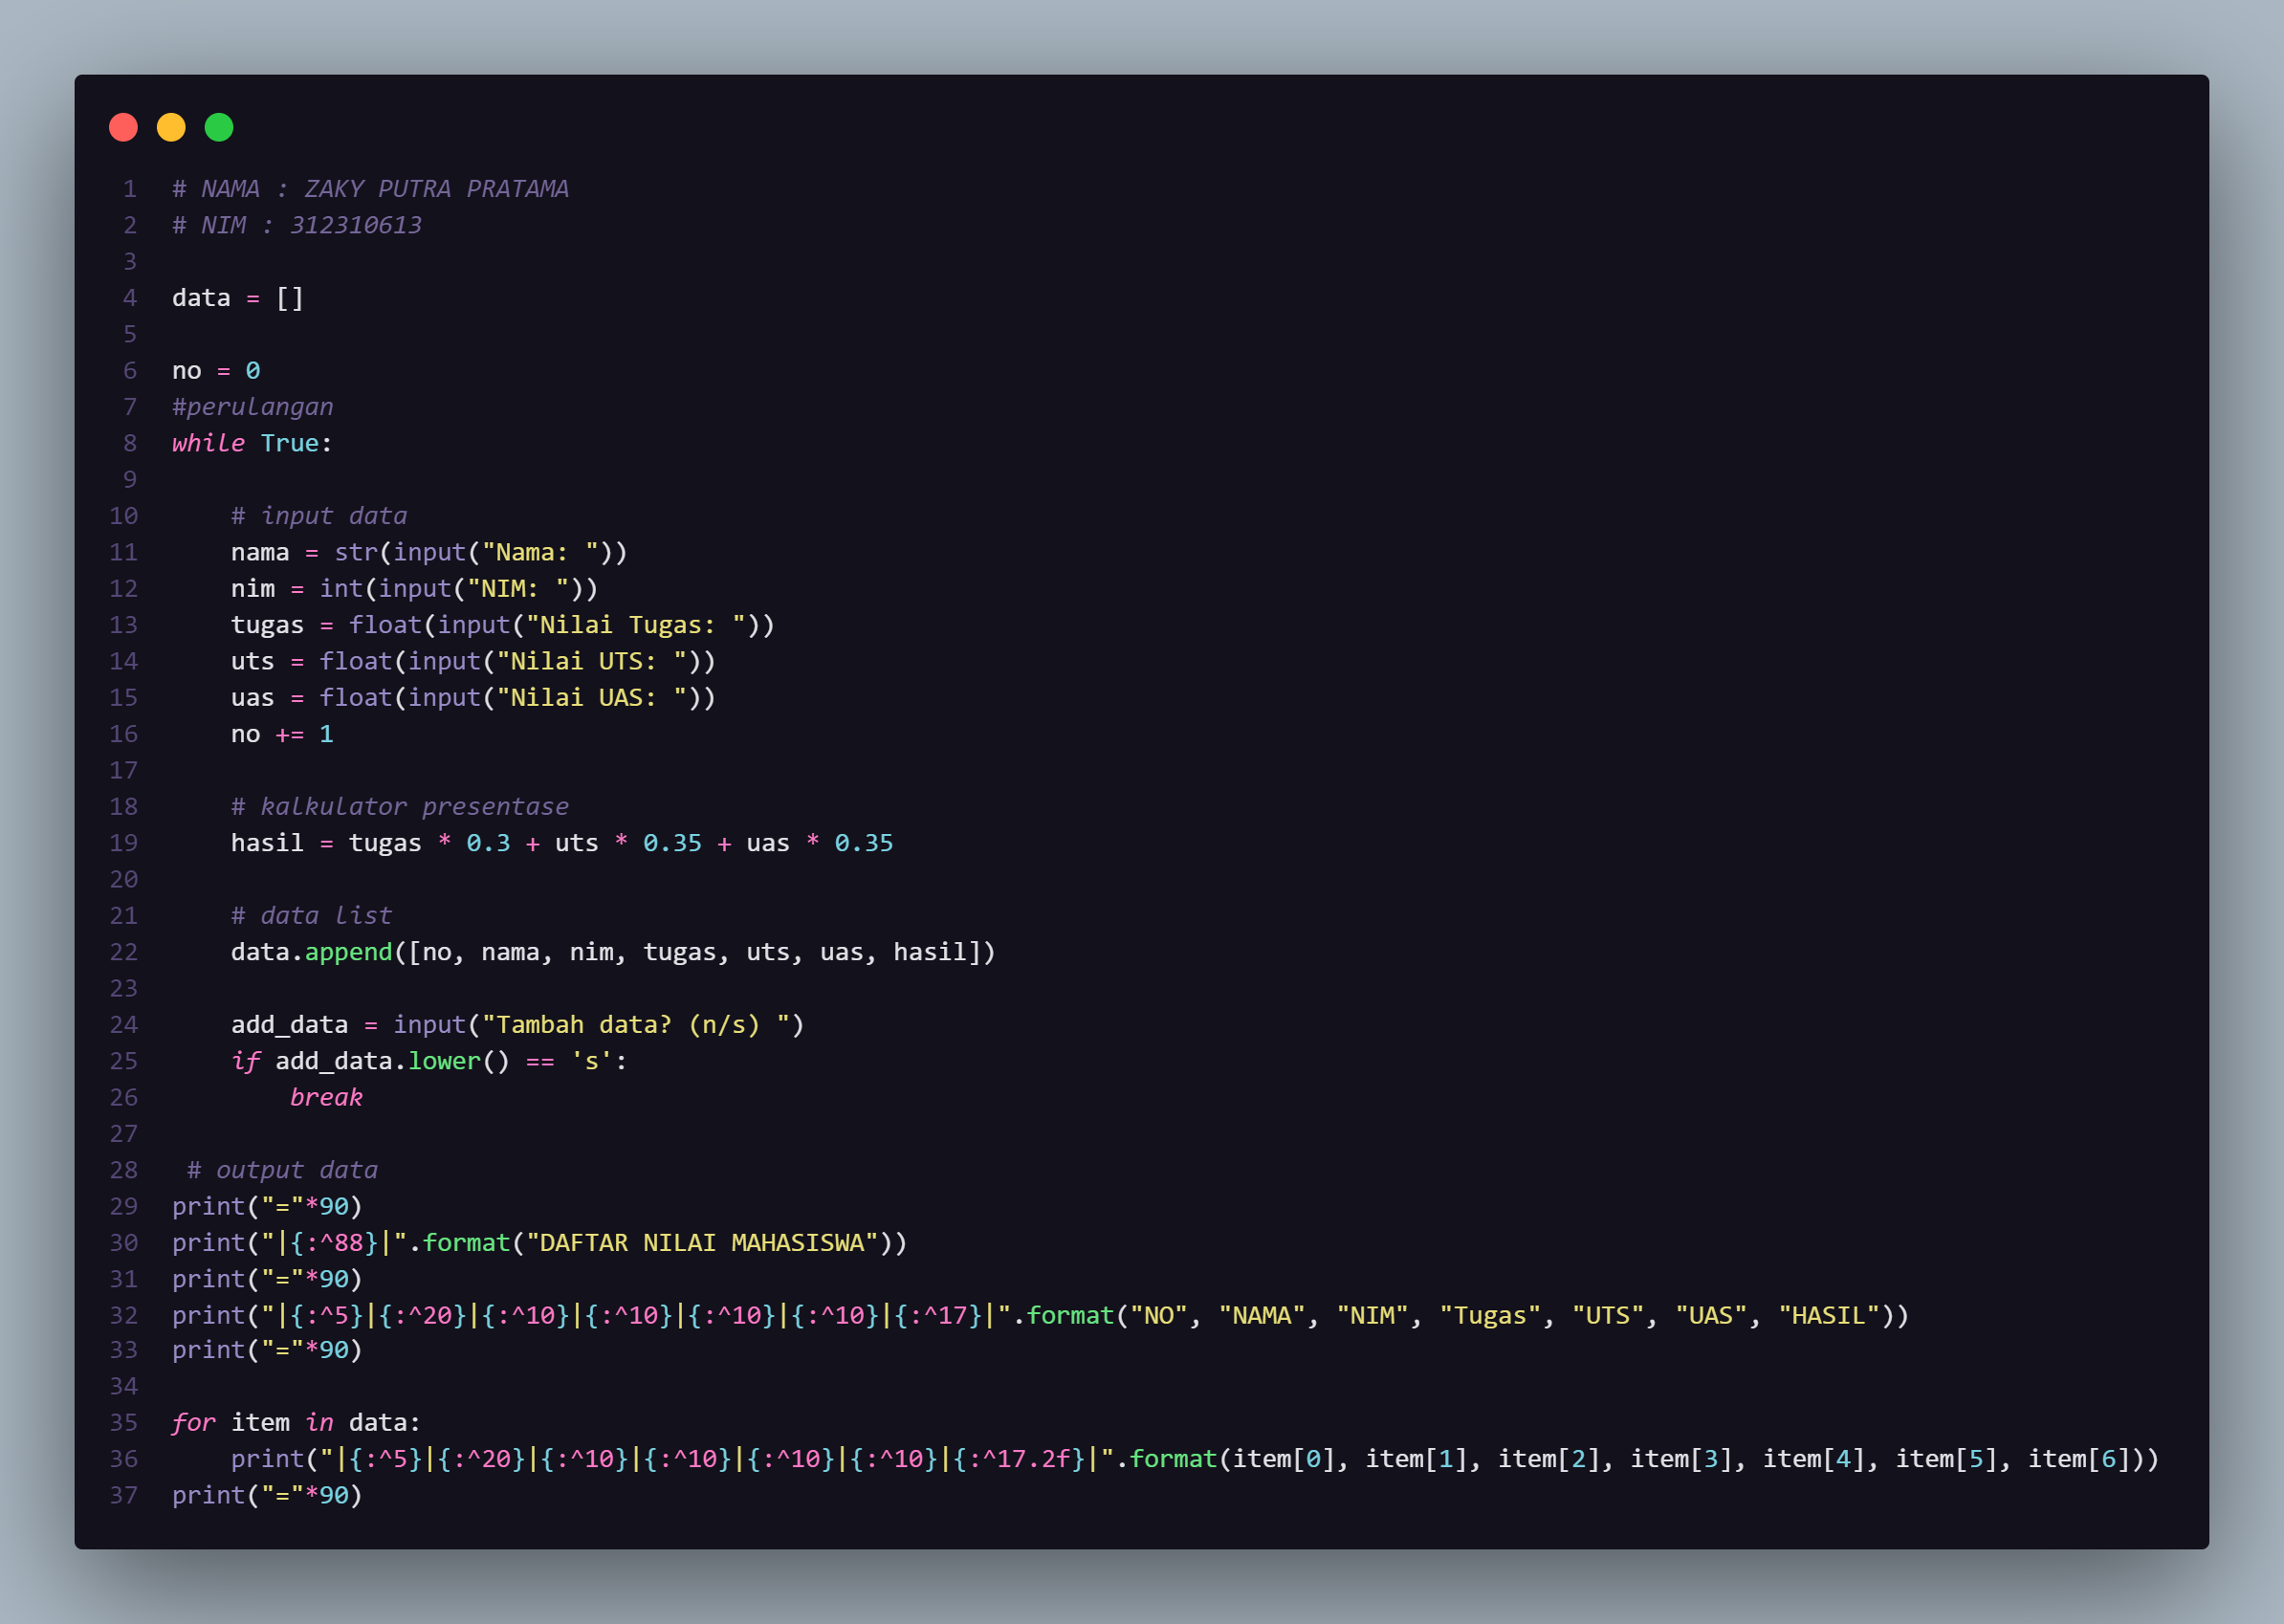 1 # NAMA : ZAKY PUTRA PRATAMA
2 # NIM : 312310613
3
4 data = []
5
6 no = 0
7 #perulangan
8 while True:
9
10     # input data
11     nama = str(input("Nama: "))
12     nim = int(input("NIM: "))
13     tugas = float(input("Nilai Tugas: "))
14     uts = float(input("Nilai UTS: "))
15     uas = float(input("Nilai UAS: "))
16     no += 1
17
18     # kalkulator presentase
19     hasil = tugas * 0.3 + uts * 0.35 + uas * 0.35
20
21     # data list
22     data.append([no, nama, nim, tugas, uts, uas, hasil])
23
24     add_data = input("Tambah data? (n/s) ")
25     if add_data.lower() == 's':
26         break
27
28  # output data
29 print("="*90)
30 print("|{:^88}|".format("DAFTAR NILAI MAHASISWA"))
31 print("="*90)
32 print("|{:^5}|{:^20}|{:^10}|{:^10}|{:^10}|{:^10}|{:^17}|".format("NO", "NAMA", "NIM", "Tugas", "UTS", "UAS", "HASIL"))
33 print("="*90)
34
35 for item in data:
36     print("|{:^5}|{:^20}|{:^10}|{:^10}|{:^10}|{:^10}|{:^17.2f}|".format(item[0], item[1], item[2], item[3], item[4], item[5], item[6]))
37 print("="*90)